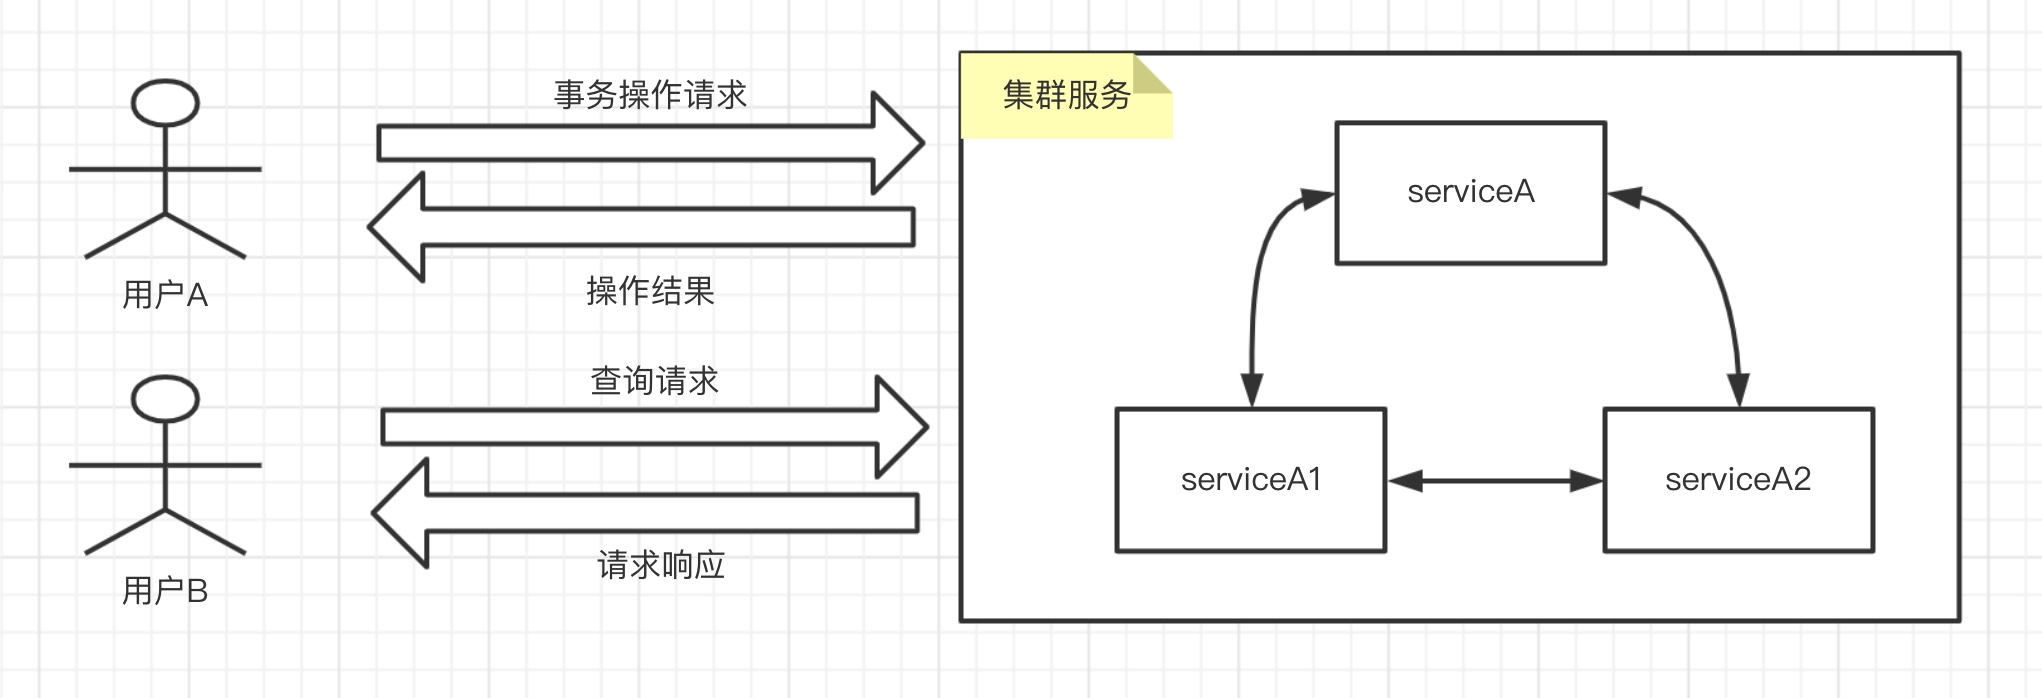 事务操作请求
操作结果
用户A
查询请求
请求响应
用户B
集群服务
serviceA
serviceA1
serviceA2